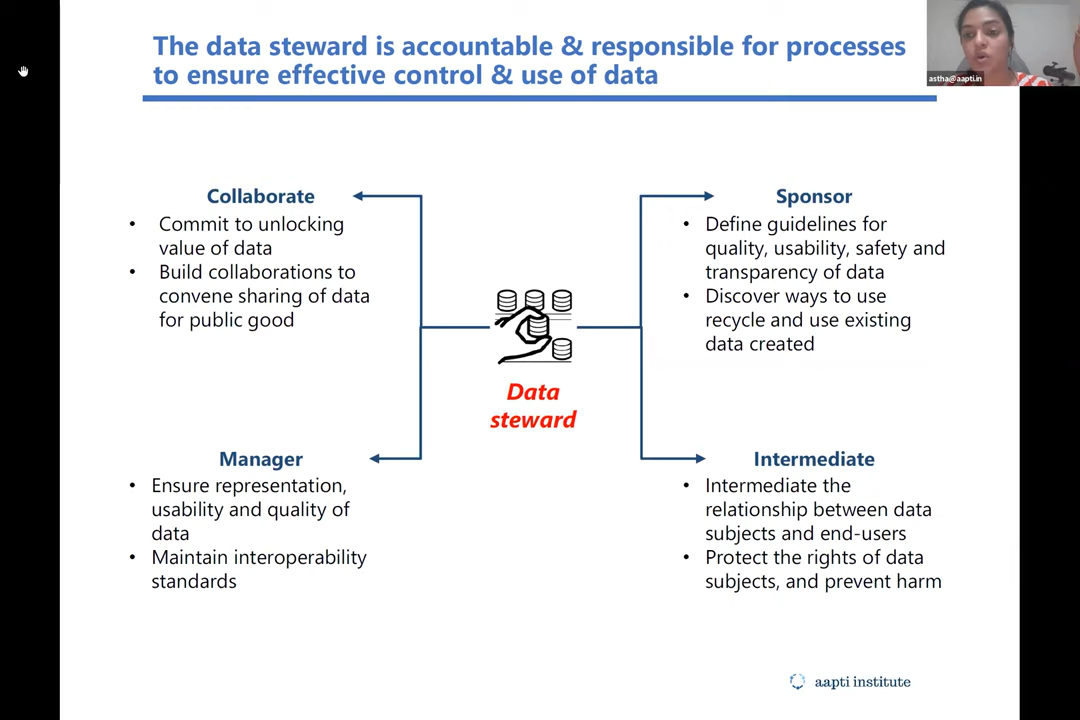 The data steward is accountable & responsible for processes
to ensure effective control & use of data
astha@aapti.in
Collaborate
• Commit to unlocking
value of data
• Build collaborations to
convene sharing of data
for public good
Sponsor
• Define guidelines for
quality, usability, safety and
transparency of data
• Discover ways to use
recycle and use existing
data created
Data
steward
Manager
• Ensure representation,
usability and quality of
data
• Maintain interoperability
standards
Intermediate
• Intermediate the
relationship between data
subjects and end-users
• Protect the rights of data
subjects, and prevent harm
aapti institute